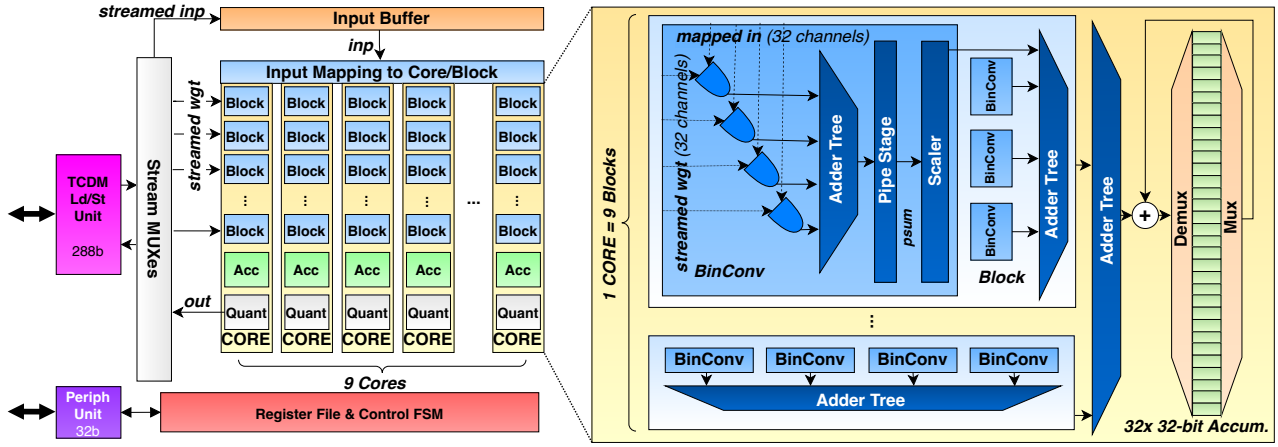 streamed inp
Input Buffer
inp
Input Mapping to Core/Block
streamed wgt
Block Block Block Block Block
Block Block Block Block Block
Block Block Block Block Block
... ... ... ... ... ...
Block Block Block Block Block
Acc Acc Acc Acc Acc
Quant Quant Quant Quant Quant
CORE CORE CORE CORE CORE
out
9 Cores
TCDM
Ld/St
Unit
288b
Stream MUXes
Periph
Unit
32b
Register File & Control FSM
1 CORE = 9 Blocks
mapped in (32 channels)
streamed wgt (32 channels)
BinConv
Adder Tree
Pipe Stage
psum
Scaler
BinConv
BinConv
BinConv
Block
Adder Tree
Adder Tree
...
BinConv BinConv BinConv BinConv
Adder Tree
+
Demux
Mux
32x 32-bit Accum.